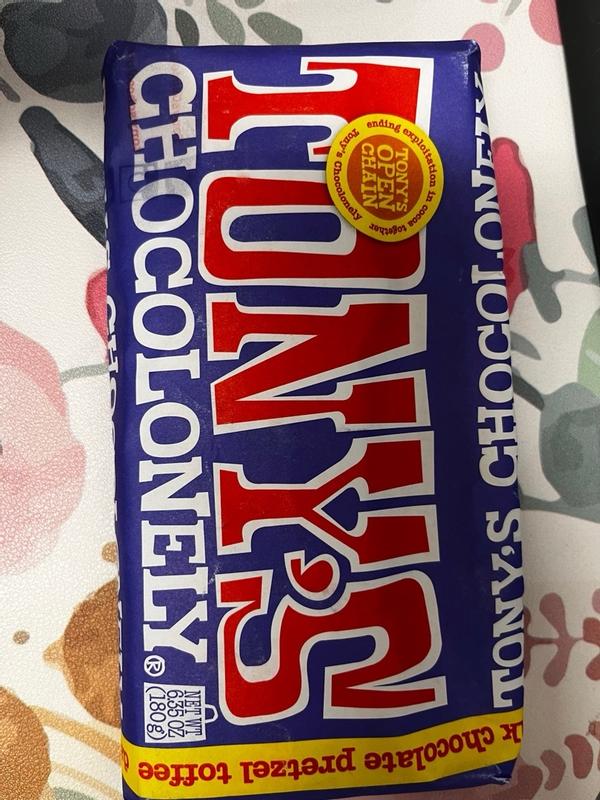 TONY'S
CHOCOLONELY®
TONY'S OPEN CHAIN
Tony's Chocolonely ending exploitation in cocoa together
NET WT
6.35 OZ
(180g)
chocolate pretzel toffee
TONY'S CHOCOLONELY